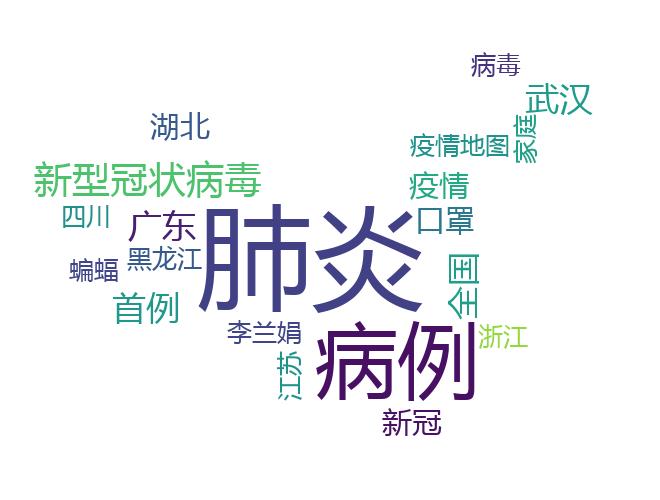 病毒
武汉
湖北
家庭
疫情地图
新型冠状病毒
疫情
四川
广东
口罩
肺炎
黑龙江
蝙蝠
全国
首例
李兰娟
浙江
病例
江苏
新冠